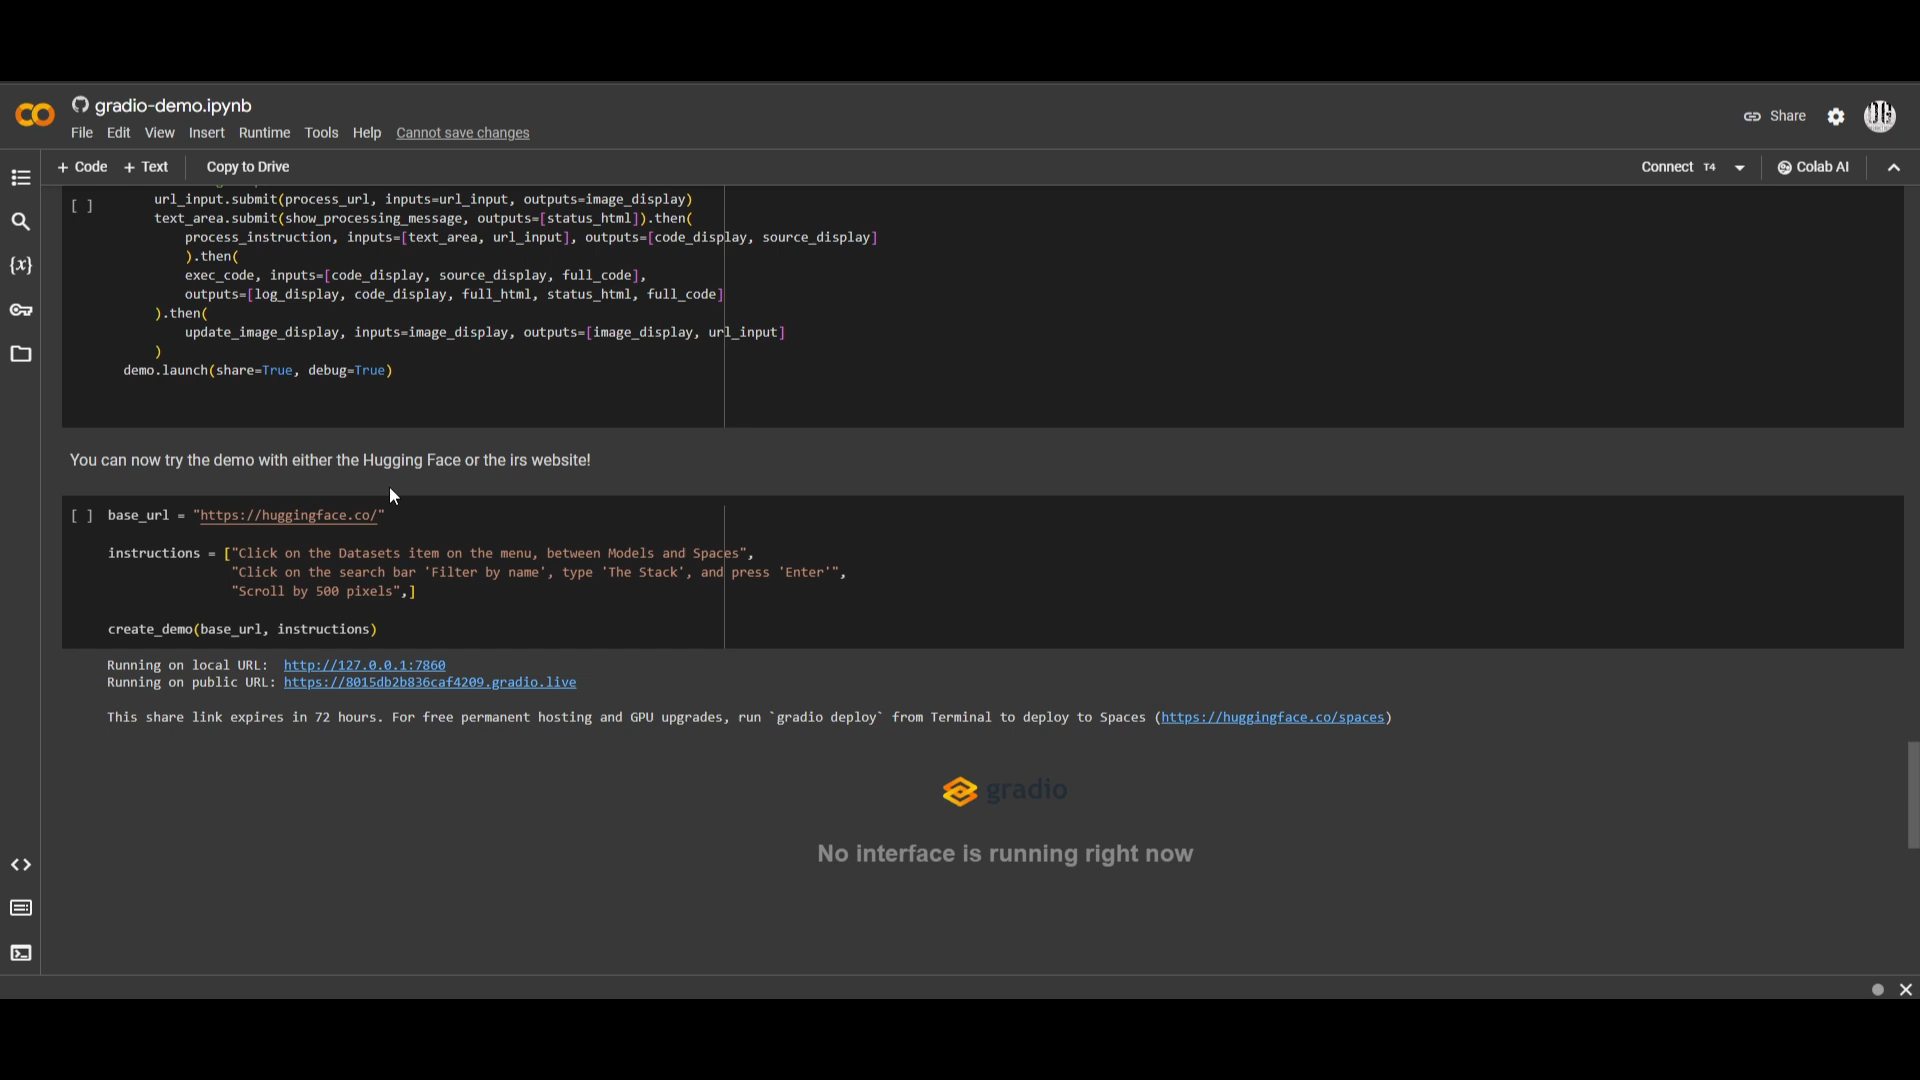 gradio-demo.ipynb
File Edit View Insert Runtime Tools Help Cannot save changes
Share
+ Code + Text Copy to Drive
Connect T4 Colab AI
[ ] url_input.submit(process_url, inputs=url_input, outputs=image_display)
text_area.submit(show_processing_message, outputs=[status_html]).then(
process_instruction, inputs=[text_area, url_input], outputs=[code_display, source_display]
).then(
exec_code, inputs=[code_display, source_display, full_code],
outputs=[log_display, code_display, full_html, status_html, full_code]
).then(
update_image_display, inputs=image_display, outputs=[image_display, url_input]
)
demo.launch(share=True, debug=True)
You can now try the demo with either the Hugging Face or the irs website!
[ ] base_url = "https://huggingface.co/"
instructions = ["Click on the Datasets item on the menu, between Models and Spaces",
"Click on the search bar 'Filter by name', type 'The Stack', and press 'Enter'",
"Scroll by 500 pixels",]
create_demo(base_url, instructions)
Running on local URL: http://127.0.0.1:7860
Running on public URL: https://8015db2b836caf4209.gradio.live
This share link expires in 72 hours. For free permanent hosting and GPU upgrades, run `gradio deploy` from Terminal to deploy to Spaces (https://huggingface.co/spaces)
gradio
No interface is running right now